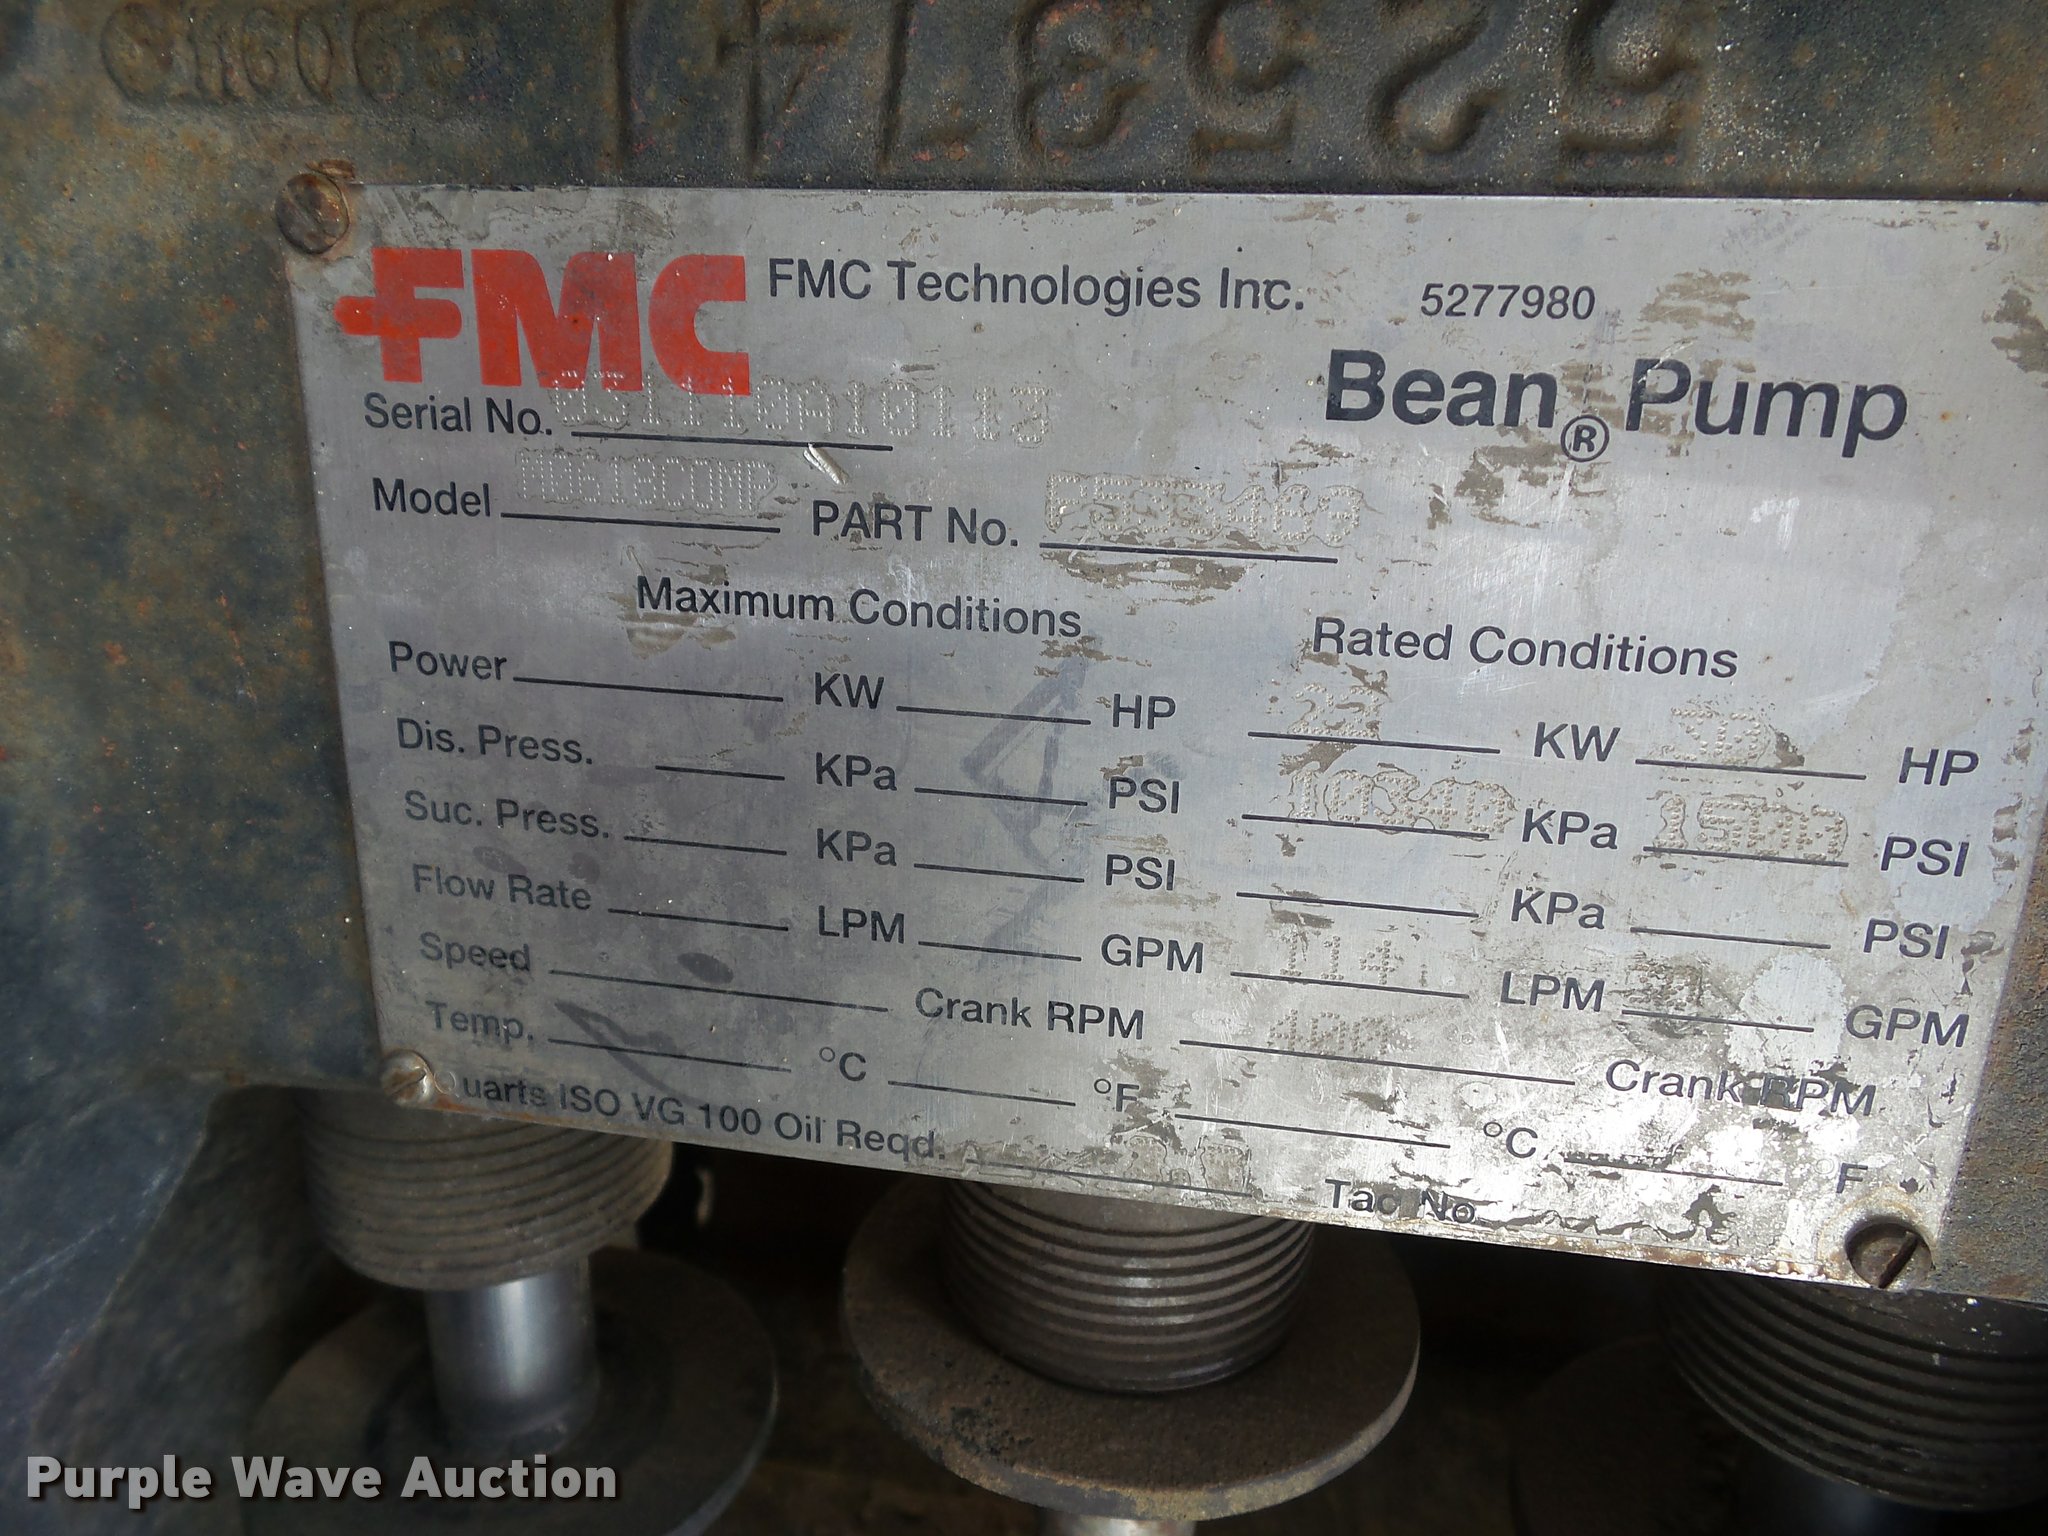 525374
FMC FMC Technologies Inc. 5277980
Bean® Pump
Serial No.
Model PART No.
Maximum Conditions Rated Conditions
Power KW HP 22 KW HP
Dis. Press. KPa PSI 10340 KPa 1500 PSI
Suc. Press. KPa PSI KPa PSI
Flow Rate LPM GPM 114 LPM GPM
Speed Crank RPM 400 Crank RPM
Temp. °C °F °C °F
Quarts ISO VG 100 Oil Reqd. Tag No.
Purple Wave Auction